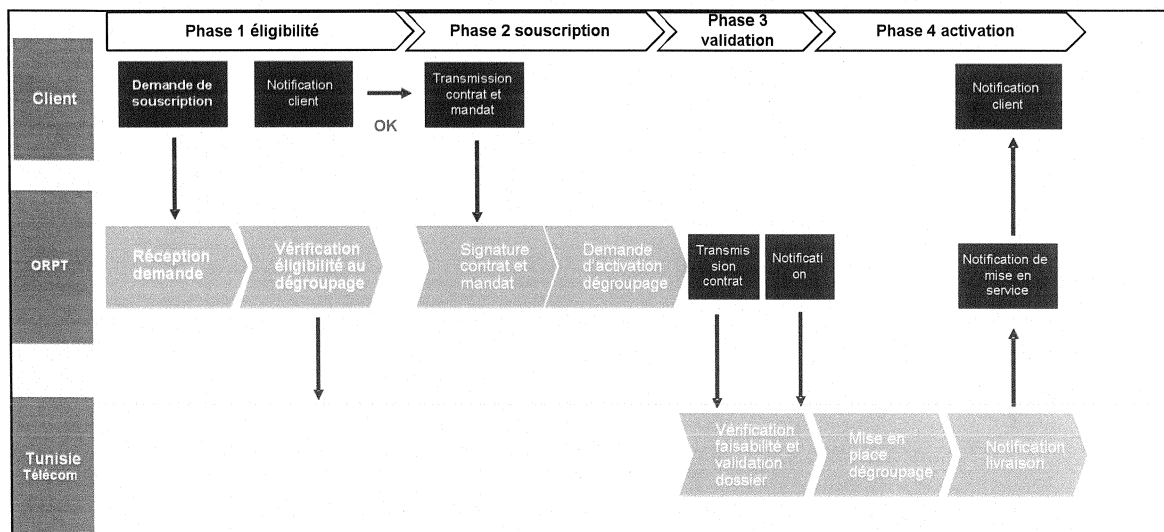 Phase 1 éligibilité
Phase 2 souscription
Phase 3
validation
Phase 4 activation
Client
Demande de
souscription
Notification
client
OK
Transmission
contrat et
mandat
Notification
client
ORPT
Réception
demande
Vérification
éligibilité au
dégroupage
Signature
contrat et
mandat
Demande
d'activation
dégroupage
Transmis
sion
contrat
Notificati
on
Notification de
mise en
service
Tunisie
Télécom
Vérification
faisabilité et
validation
dossier
Mise en
place
dégroupage
Notification
livraison